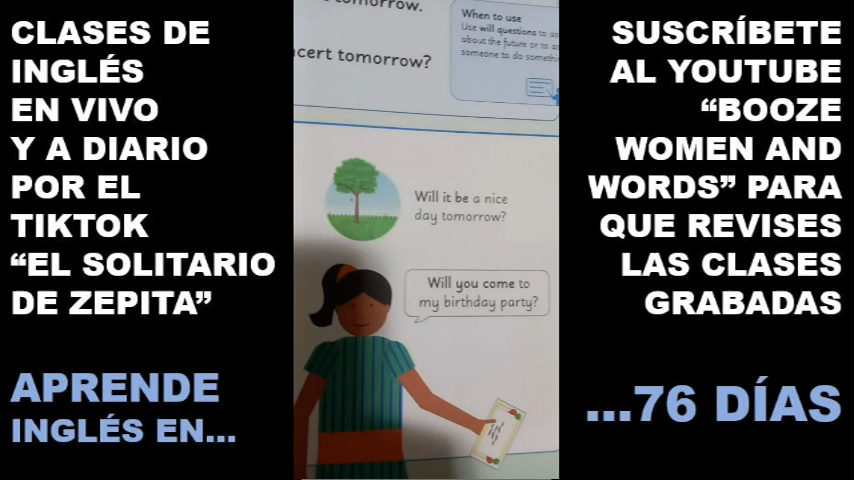 CLASES DE
INGLÉS
EN VIVO
Y A DIARIO
POR EL
TIKTOK
“EL SOLITARIO
DE ZEPITA”
APRENDE
INGLÉS EN...
tomorrow.
cert tomorrow?
When to use
Use will questions to as
about the future or to as
someone to do somethi
Will it be a nice
day tomorrow?
Will you come to
my birthday party?
SUSCRÍBETE
AL YOUTUBE
“BOOZE
WOMEN AND
WORDS” PARA
QUE REVISES
LAS CLASES
GRABADAS
...76 DÍAS